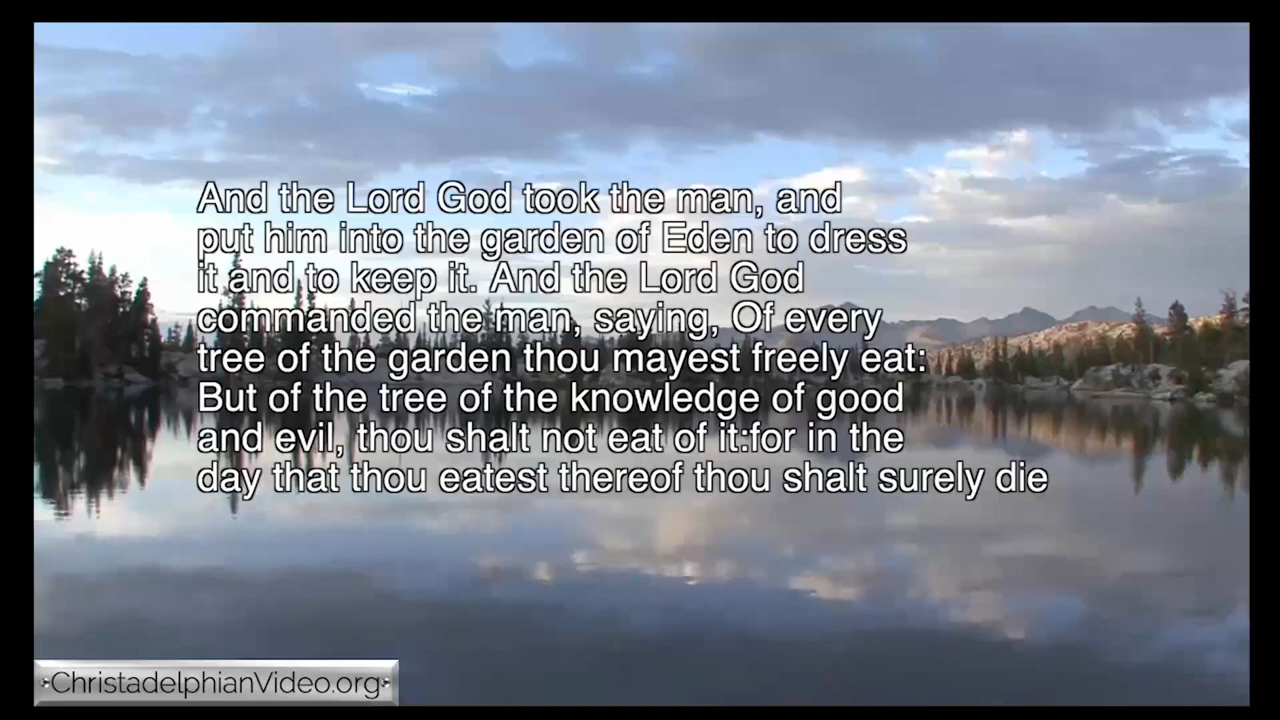 And the Lord God took the man, and
put him into the garden of Eden to dress
it and to keep it. And the Lord God
commanded the man, saying, Of every
tree of the garden thou mayest freely eat:
But of the tree of the knowledge of good
and evil, thou shalt not eat of it:for in the
day that thou eatest thereof thou shalt surely die
ChristadelphianVideo.org